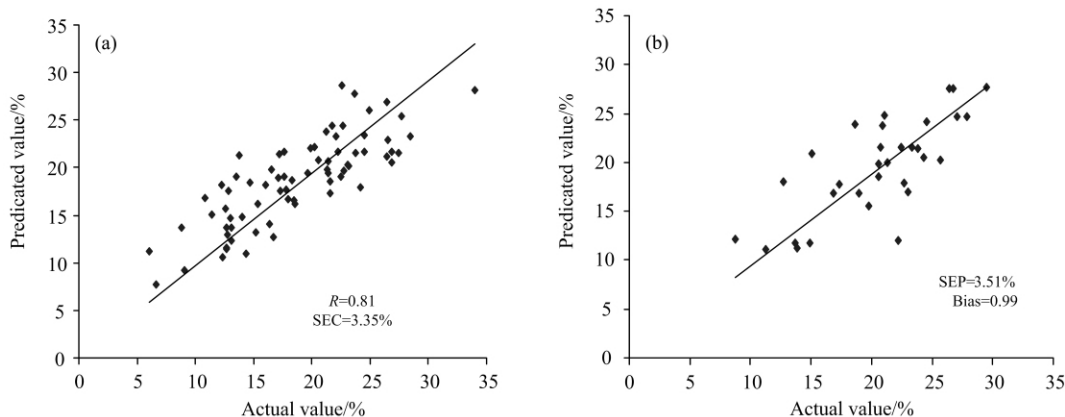 (a)
Predicated value/%
35
30
25
20
15
10
5
0
R=0.81
SEC=3.35%
0 5 10 15 20 25 30 35
Actual value/%
(b)
Predicated value/%
35
30
25
20
15
10
5
0
SEP=3.51%
Bias=0.99
0 5 10 15 20 25 30 35
Actual value/%